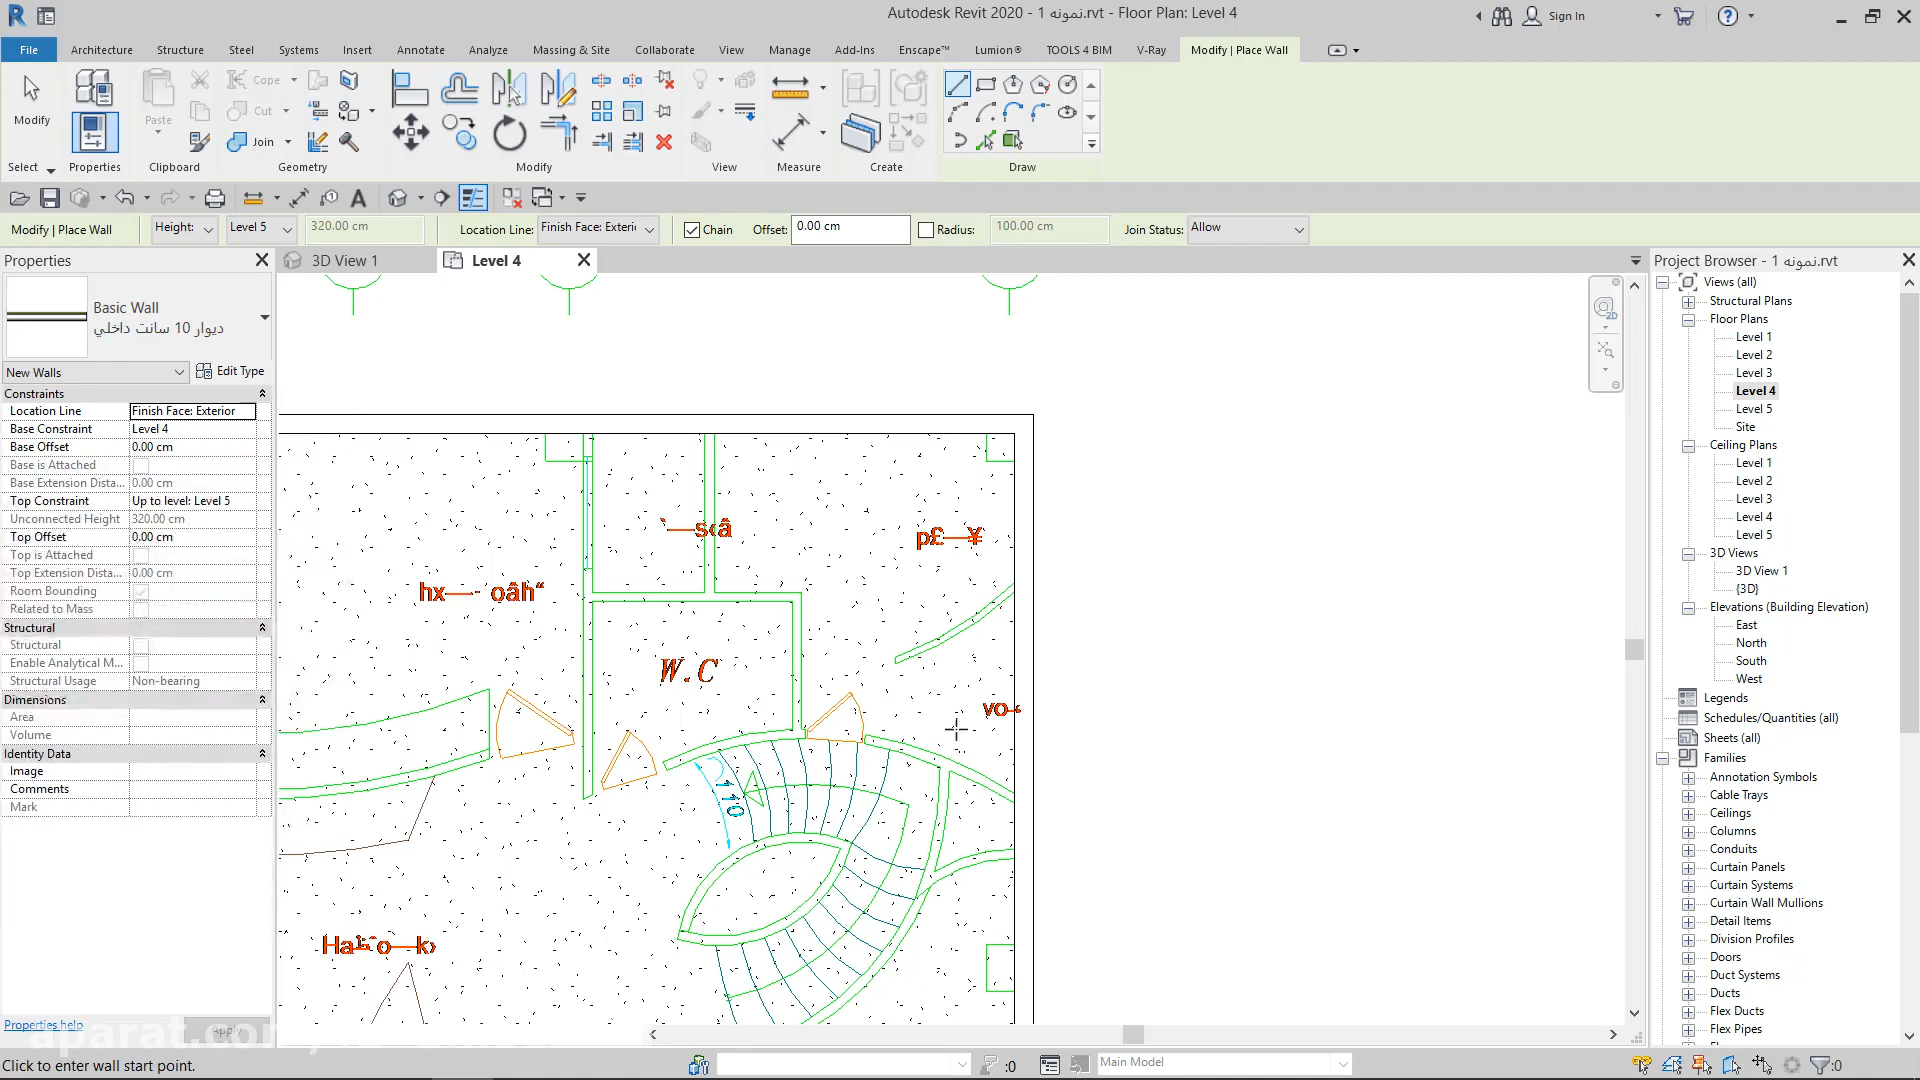 Autodesk Revit 2020 - نمونه 1.rvt - Floor Plan: Level 4
Sign In
File Architecture Structure Steel Systems Insert Annotate Analyze Massing & Site Collaborate View Manage Add-Ins Enscape™ Lumion® TOOLS 4 BIM V-Ray Modify | Place Wall
Modify
Paste
Cope
Cut
Join
Select Properties Clipboard Geometry Modify View Measure Create Draw
Modify | Place Wall Height: Level 5 320.00 cm Location Line: Finish Face: Exteri Chain Offset: 0.00 cm Radius: 100.00 cm Join Status: Allow
Properties
3D View 1
Level 4
Basic Wall
دیوار 10 سانت داخلي
New Walls
Edit Type
Constraints
Location Line Finish Face: Exterior
Base Constraint Level 4
Base Offset 0.00 cm
Base is Attached
Base Extension Dista... 0.00 cm
Top Constraint Up to level: Level 5
Unconnected Height 320.00 cm
Top Offset 0.00 cm
Top is Attached
Top Extension Dista... 0.00 cm
Room Bounding
Related to Mass
Structural
Structural
Enable Analytical M...
Structural Usage Non-bearing
Dimensions
Area
Volume
Identity Data
Image
Comments
Mark
Properties help
Apply
W.C
110
2D
Project Browser - نمونه 1.rvt
Views (all)
Structural Plans
Floor Plans
Level 1
Level 2
Level 3
Level 4
Level 5
Site
Ceiling Plans
Level 1
Level 2
Level 3
Level 4
Level 5
3D Views
3D View 1
{3D}
Elevations (Building Elevation)
East
North
South
West
Legends
Schedules/Quantities (all)
Sheets (all)
Families
Annotation Symbols
Cable Trays
Ceilings
Columns
Conduits
Curtain Panels
Curtain Systems
Curtain Wall Mullions
Detail Items
Division Profiles
Doors
Duct Systems
Ducts
Flex Ducts
Flex Pipes
Click to enter wall start point.
:0
Main Model
:0